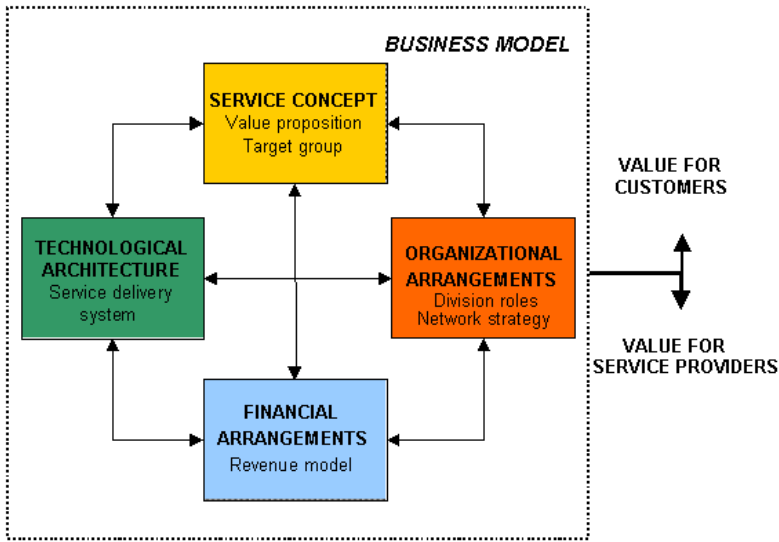 BUSINESS MODEL
SERVICE CONCEPT
Value proposition
Target group
TECHNOLOGICAL
ARCHITECTURE
Service delivery
system
ORGANIZATIONAL
ARRANGEMENTS
Division roles
Network strategy
FINANCIAL
ARRANGEMENTS
Revenue model
VALUE FOR
CUSTOMERS
VALUE FOR
SERVICE PROVIDERS